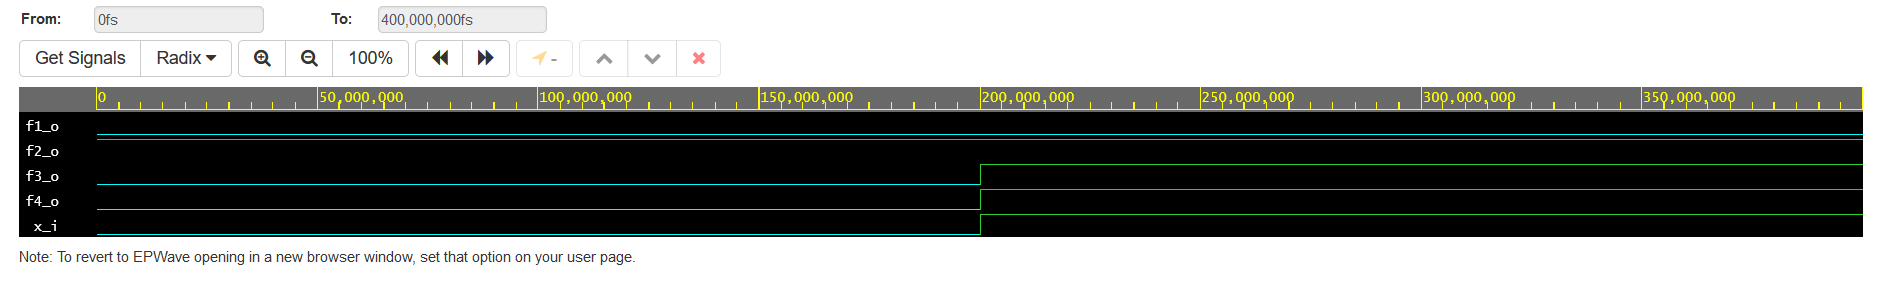 From: 0fs To: 400,000,000fs
Get Signals Radix 100% -
0 50,000,000 100,000,000 150,000,000 200,000,000 250,000,000 300,000,000 350,000,000
f1_o
f2_o
f3_o
f4_o
x_i
Note: To revert to EPWave opening in a new browser window, set that option on your user page.